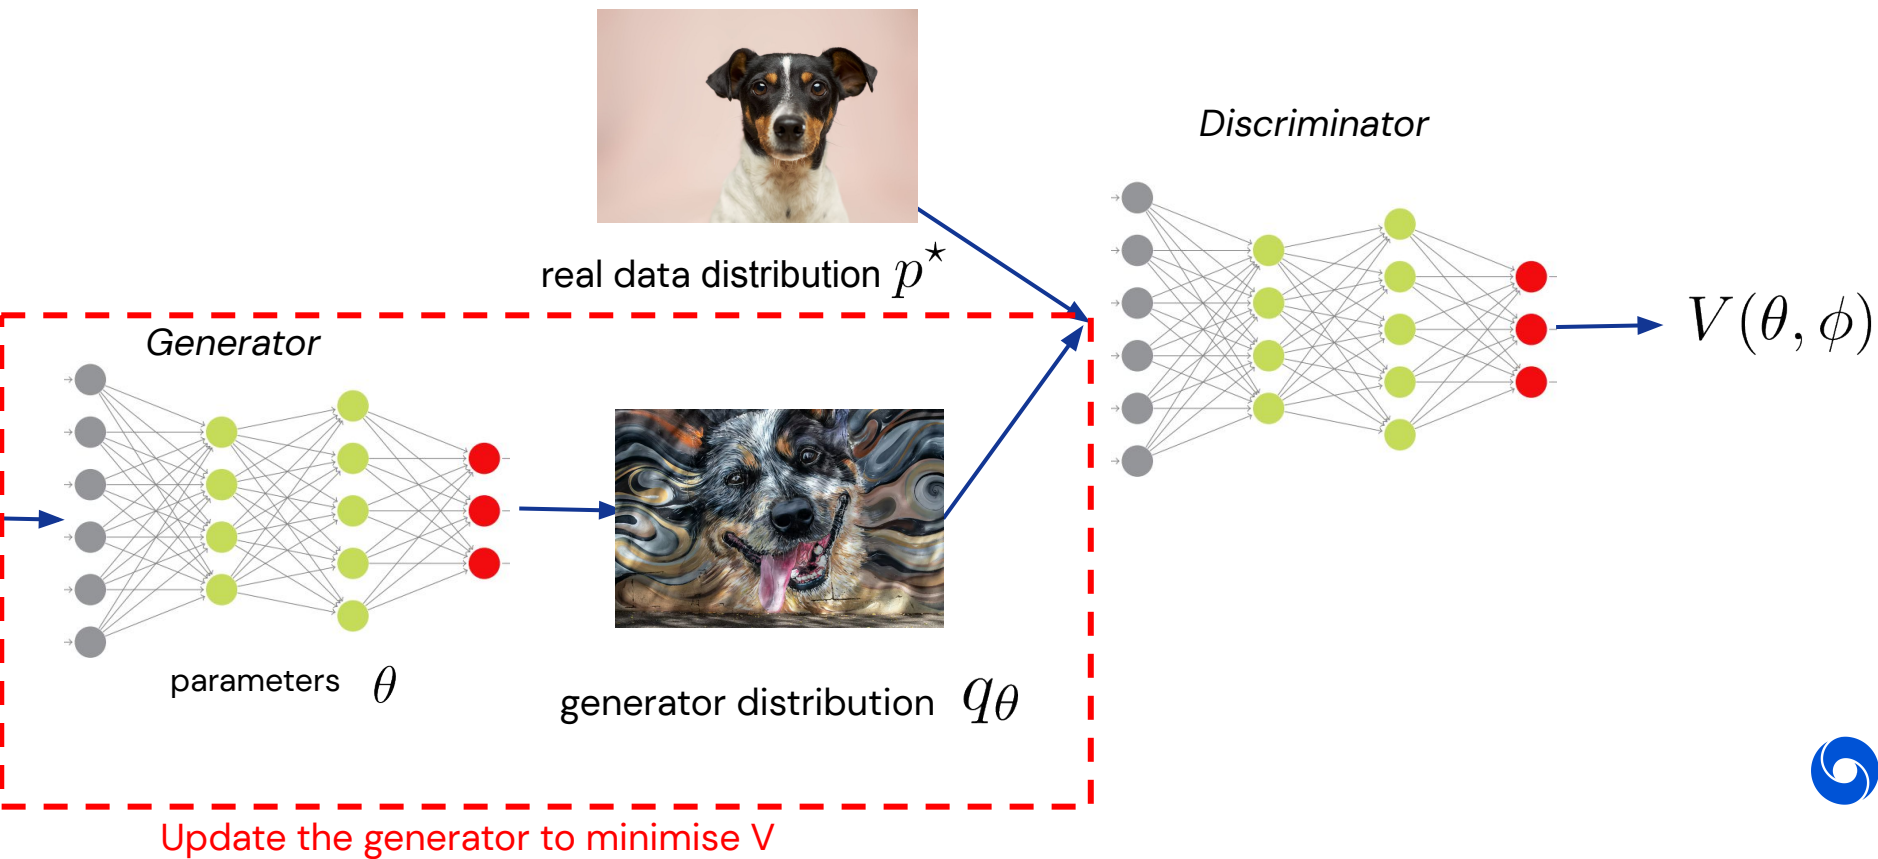 Discriminator
real data distribution p⋆
V(θ, ϕ)
Generator
parameters θ
generator distribution qθ
Update the generator to minimise V